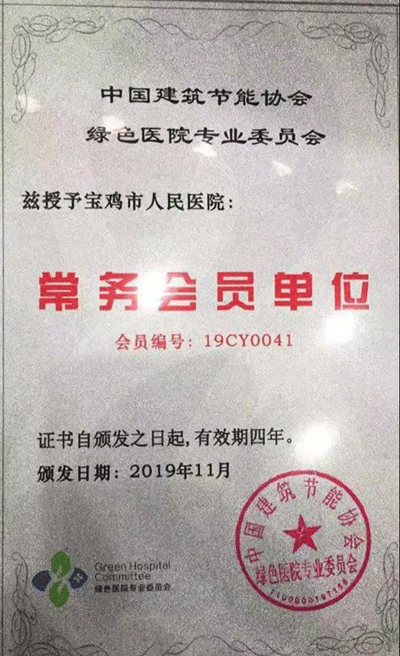 中国建筑节能协会
绿色医院专业委员会
兹授予宝鸡市人民医院：
常务会员单位
会员编号：19CY0041
证书自颁发之日起，有效期四年。
颁发日期：2019年11月
Green Hospital
Committee
绿色医院专业委员会
中国建筑节能协会
绿色医院专业委员会